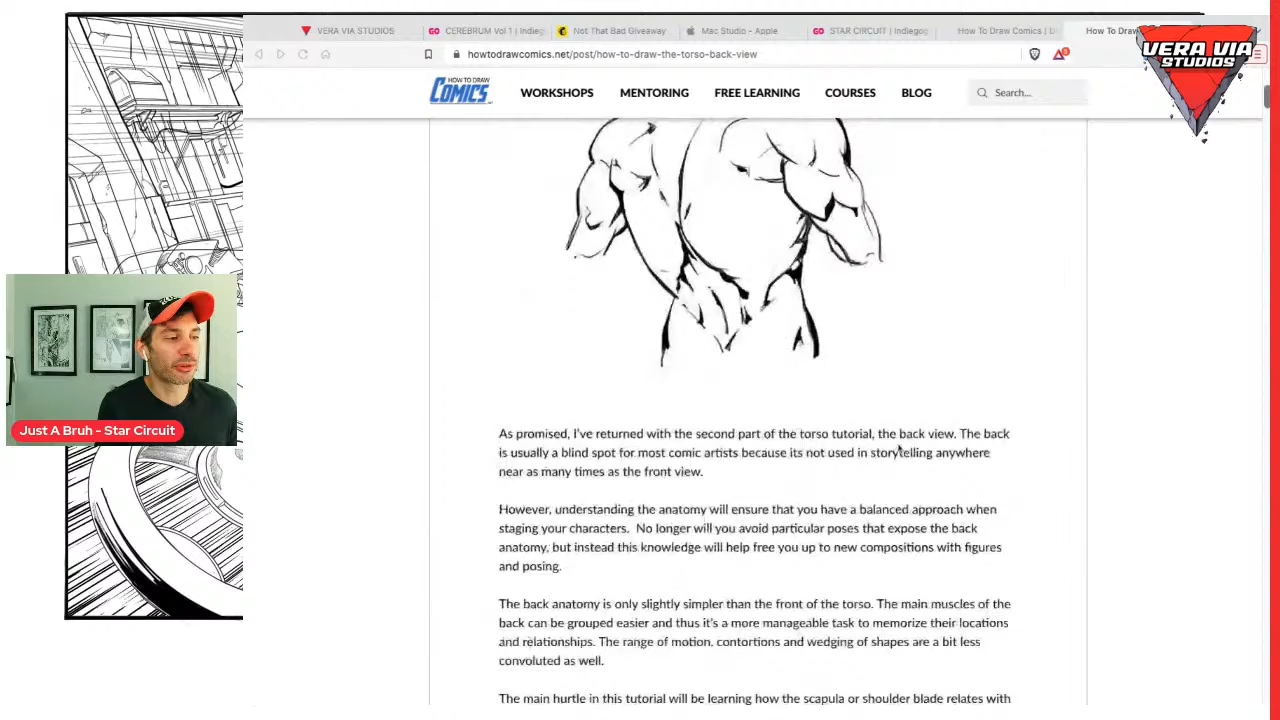 VERA VIA STUDIOS
GO CEREBRUM Vol 1 | Indiegog
Not That Bad Giveaway
Mac Studio - Apple
GO STAR CIRCUIT | Indiegog
How To Draw Comics | D
How To Draw
howtodrawcomics.net/post/how-to-draw-the-torso-back-view
VERA VIA
STUDIOS
HOW TO DRAW
COMICS
WORKSHOPS
MENTORING
FREE LEARNING
COURSES
BLOG
Search...
As promised, I've returned with the second part of the torso tutorial, the back view. The back
is usually a blind spot for most comic artists because its not used in storytelling anywhere
near as many times as the front view.
However, understanding the anatomy will ensure that you have a balanced approach when
staging your characters. No longer will you avoid particular poses that expose the back
anatomy, but instead this knowledge will help free you up to new compositions with figures
and posing.
The back anatomy is only slightly simpler than the front of the torso. The main muscles of the
back can be grouped easier and thus it's a more manageable task to memorize their locations
and relationships. The range of motion, contortions and wedging of shapes are a bit less
convoluted as well.
The main hurtle in this tutorial will be learning how the scapula or shoulder blade relates with
Just A Bruh - Star Circuit